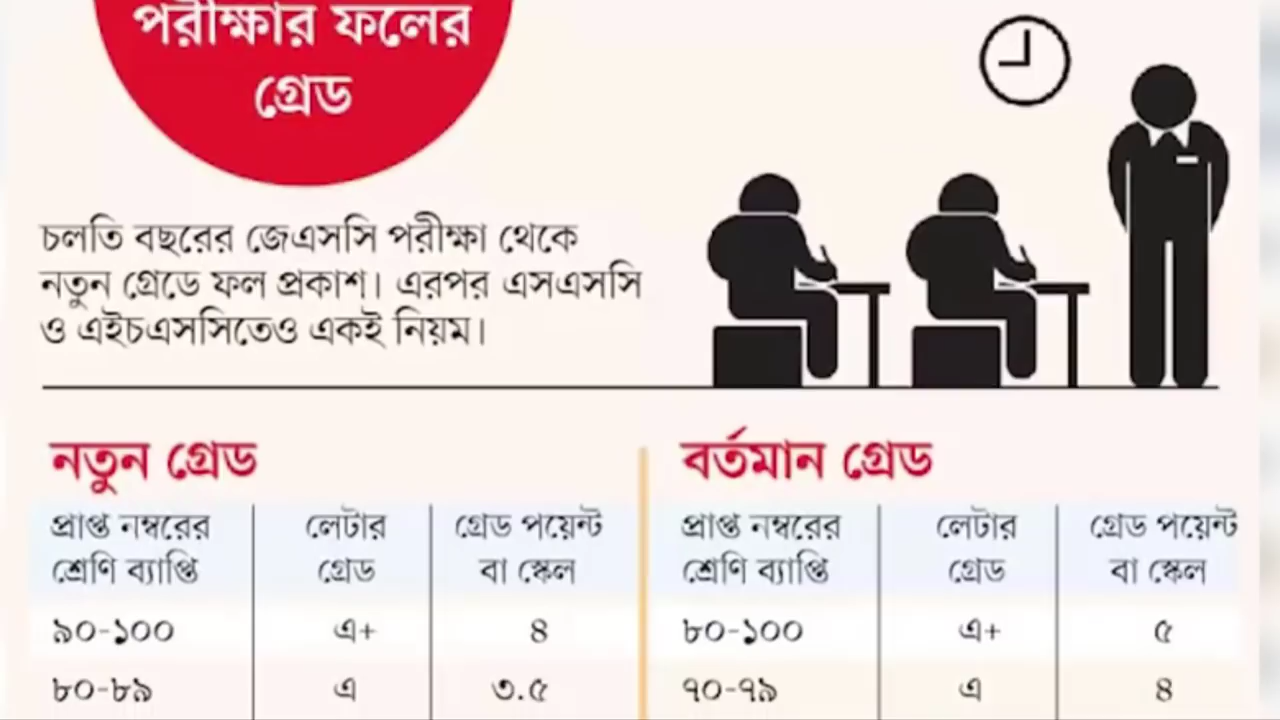 পরীক্ষার ফলের
গ্রেড
চলতি বছরের জেএসসি পরীক্ষা থেকে
নতুন গ্রেডে ফল প্রকাশ। এরপর এসএসসি
ও এইচএসসিতেও একই নিয়ম।
নতুন গ্রেড
প্রাপ্ত নম্বরের শ্রেণি ব্যাপ্তি | লেটার গ্রেড | গ্রেড পয়েন্ট বা স্কেল
৯০-১০০ | এ+ | ৪
৮০-৮৯ | এ | ৩.৫
বর্তমান গ্রেড
প্রাপ্ত নম্বরের শ্রেণি ব্যাপ্তি | লেটার গ্রেড | গ্রেড পয়েন্ট বা স্কেল
৮০-১০০ | এ+ | ৫
৭০-৭৯ | এ | ৪